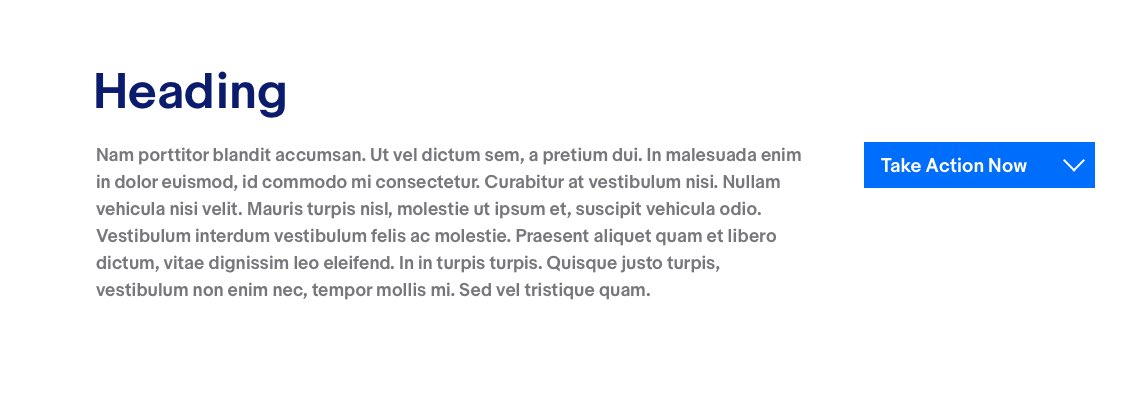 Heading
Nam porttitor blandit accumsan. Ut vel dictum sem, a pretium dui. In malesuada enim
in dolor euismod, id commodo mi consectetur. Curabitur at vestibulum nisi. Nullam
vehicula nisi velit. Mauris turpis nisl, molestie ut ipsum et, suscipit vehicula odio.
Vestibulum interdum vestibulum felis ac molestie. Praesent aliquet quam et libero
dictum, vitae dignissim leo eleifend. In in turpis turpis. Quisque justo turpis,
vestibulum non enim nec, tempor mollis mi. Sed vel tristique quam.
Take Action Now